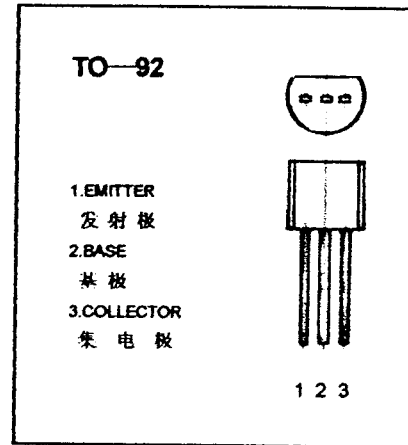 TO—92
1.EMITTER
发 射 极
2.BASE
基 极
3.COLLECTOR
集 电 极
1 2 3